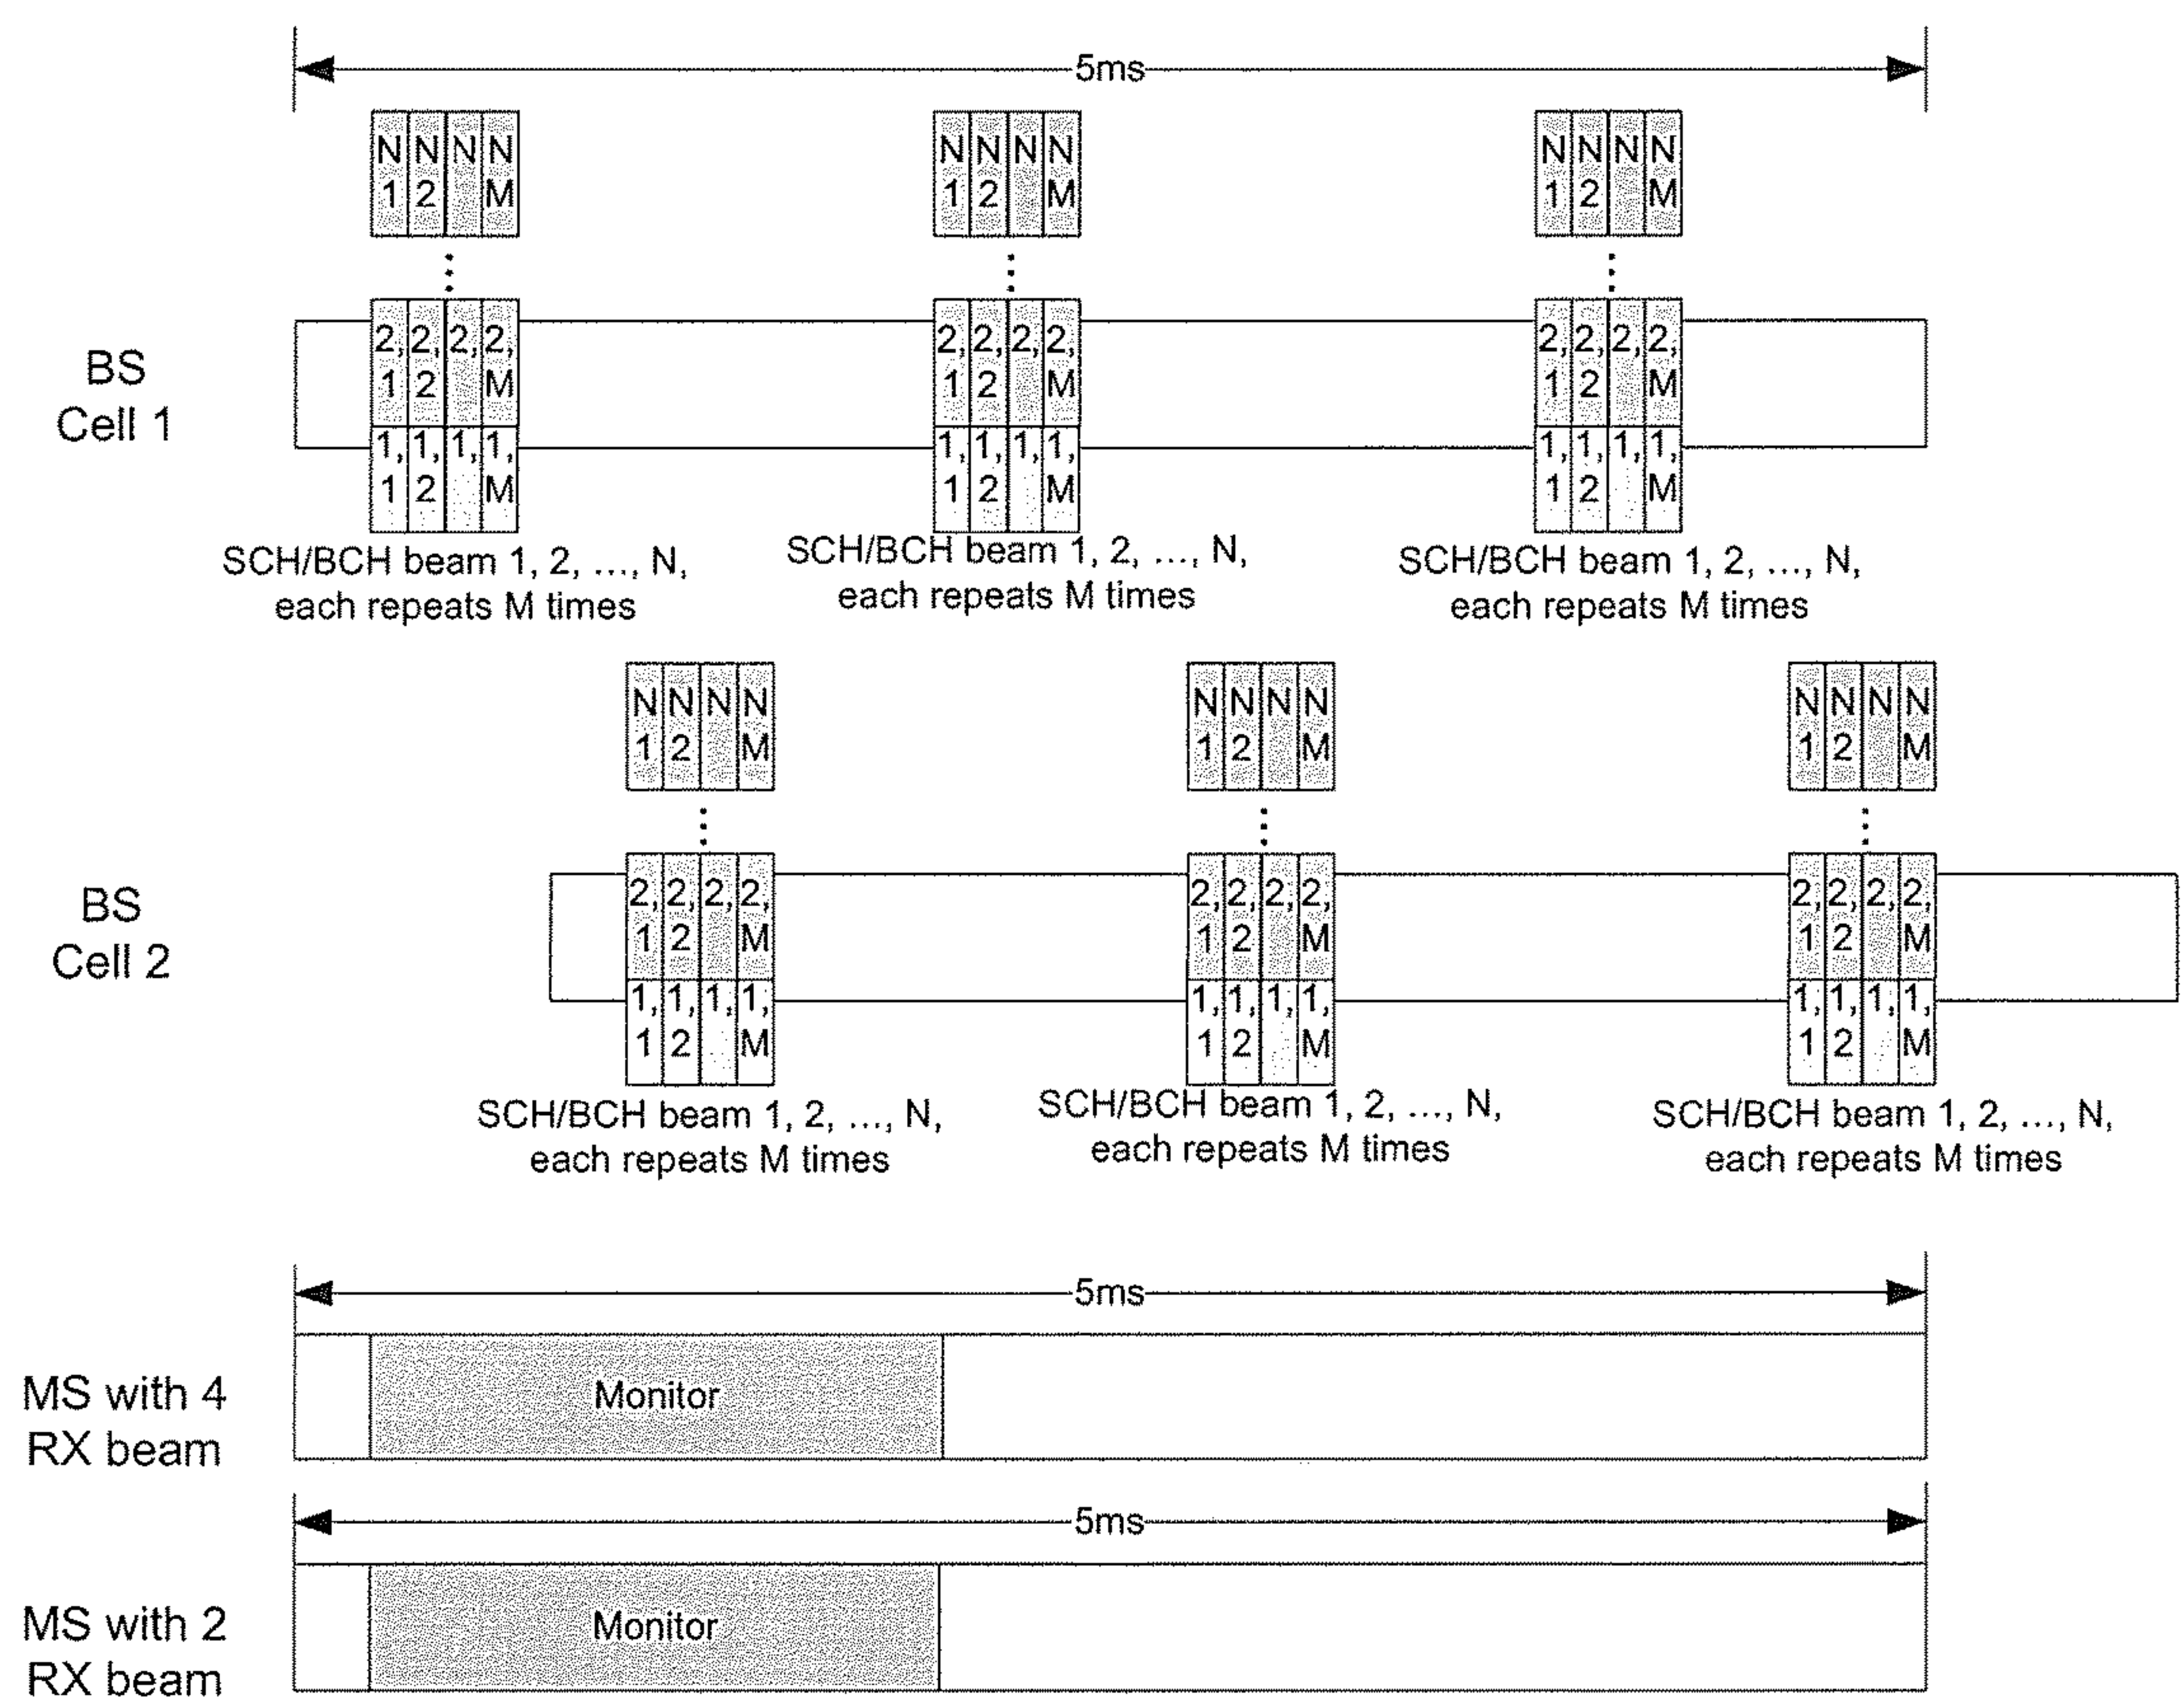 5ms
N N N N
1 2 M
N N N N
1 2 M
N N N N
1 2 M
BS
Cell 1
2, 2, 2, 2,
1 2 M
1, 1, 1, 1,
1 2 M
2, 2, 2, 2,
1 2 M
1, 1, 1, 1,
1 2 M
2, 2, 2, 2,
1 2 M
1, 1, 1, 1,
1 2 M
SCH/BCH beam 1, 2, ..., N,
each repeats M times
SCH/BCH beam 1, 2, ..., N,
each repeats M times
SCH/BCH beam 1, 2, ..., N,
each repeats M times
N N N N
1 2 M
N N N N
1 2 M
N N N N
1 2 M
BS
Cell 2
2, 2, 2, 2,
1 2 M
1, 1, 1, 1,
1 2 M
2, 2, 2, 2,
1 2 M
1, 1, 1, 1,
1 2 M
2, 2, 2, 2,
1 2 M
1, 1, 1, 1,
1 2 M
SCH/BCH beam 1, 2, ..., N,
each repeats M times
SCH/BCH beam 1, 2, ..., N,
each repeats M times
SCH/BCH beam 1, 2, ..., N,
each repeats M times
5ms
MS with 4
RX beam
Monitor
5ms
MS with 2
RX beam
Monitor